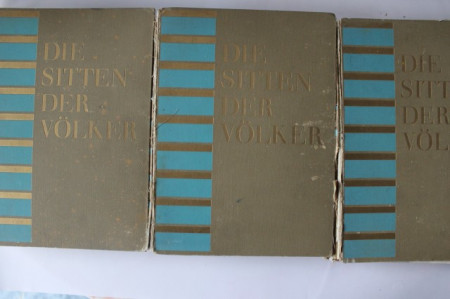 DIE
SITTEN
DER
VÖLKER
DIE
SITTEN
DER
VÖLKER
DIE
SITT
DER
VÖL